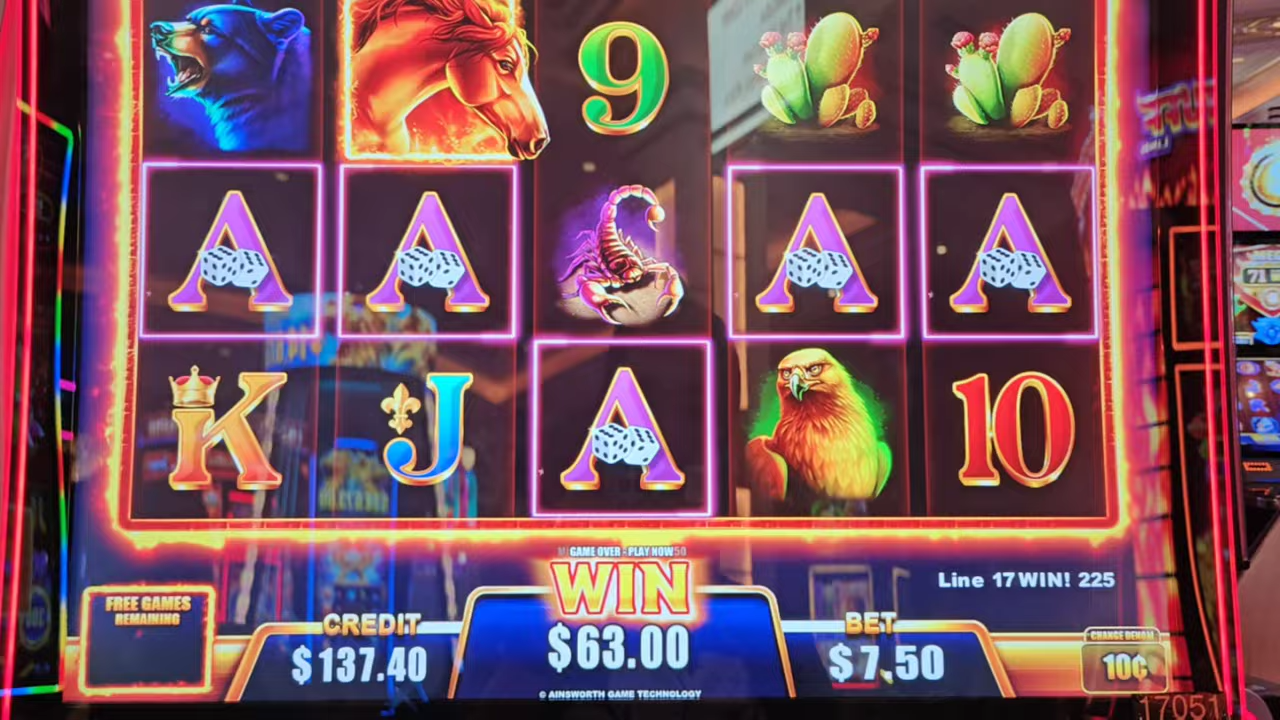 9
A A A A
K J A 10
GAME OVER - PLAY NOW
WIN
Line 17 WIN! 225
FREE GAMES
REMAINING
CREDIT
$137.40
$63.00
BET
$7.50
CHANGE DENOM
10¢
© AINSWORTH GAME TECHNOLOGY
17051